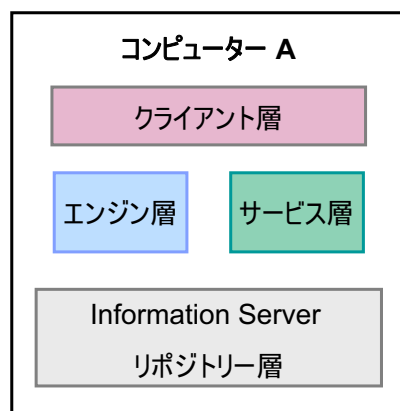 コンピューター A
クライアント層
エンジン層
サービス層
Information Server
リポジトリー層